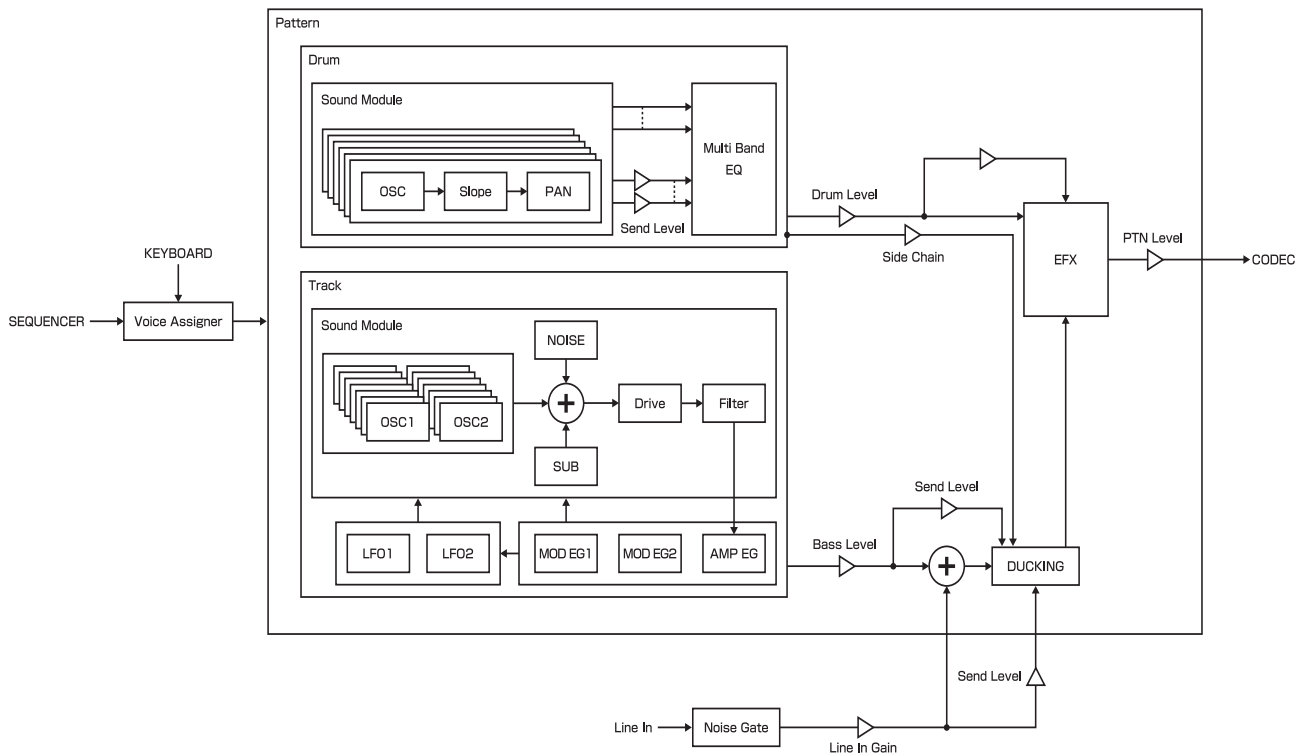 Pattern
Drum
Sound Module
OSC
Slope
PAN
Send Level
Multi Band
EQ
Drum Level
Side Chain
EFX
PTN Level
CODEC
KEYBOARD
SEQUENCER
Voice Assigner
Track
Sound Module
NOISE
+
Drive
Filter
OSC1
OSC2
SUB
LFO1
LFO2
MOD EG1
MOD EG2
AMP EG
Bass Level
Send Level
+
DUCKING
Send Level
Line In
Noise Gate
Line In Gain